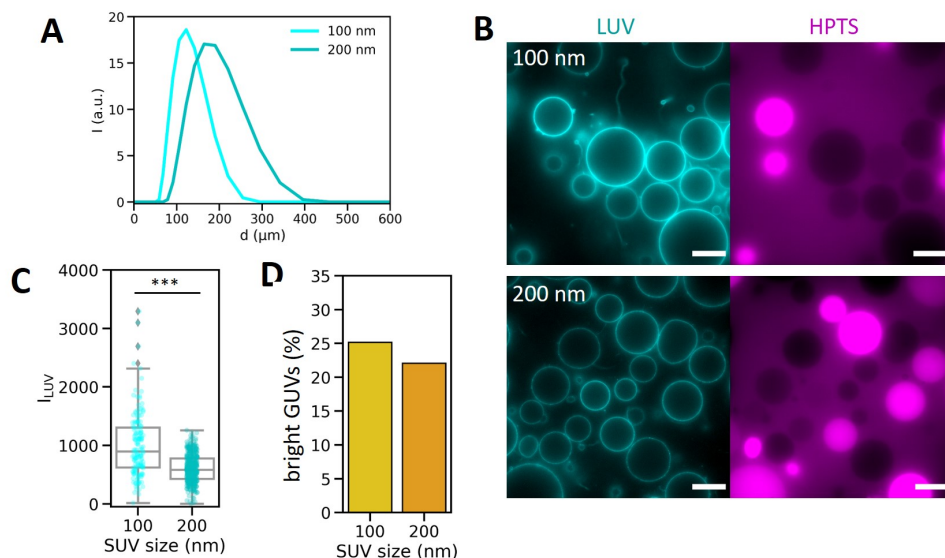 A
100 nm
200 nm
I (a.u.)
20
15
10
5
0
0 100 200 300 400 500 600
d (μm)
B
LUV HPTS
100 nm
200 nm
C
***
I_LUV
4000
3000
2000
1000
0
100 200
SUV size (nm)
D
bright GUVs (%)
35
30
25
20
15
10
5
0
100 200
SUV size (nm)